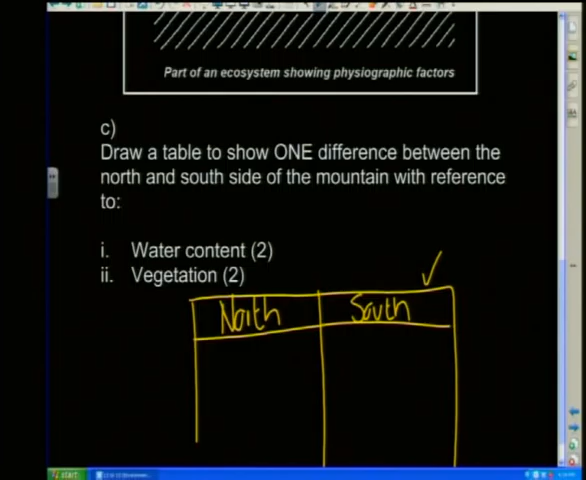 Part of an ecosystem showing physiographic factors
c)
Draw a table to show ONE difference between the
north and south side of the mountain with reference
to:
i. Water content (2)
ii. Vegetation (2)
North South
start